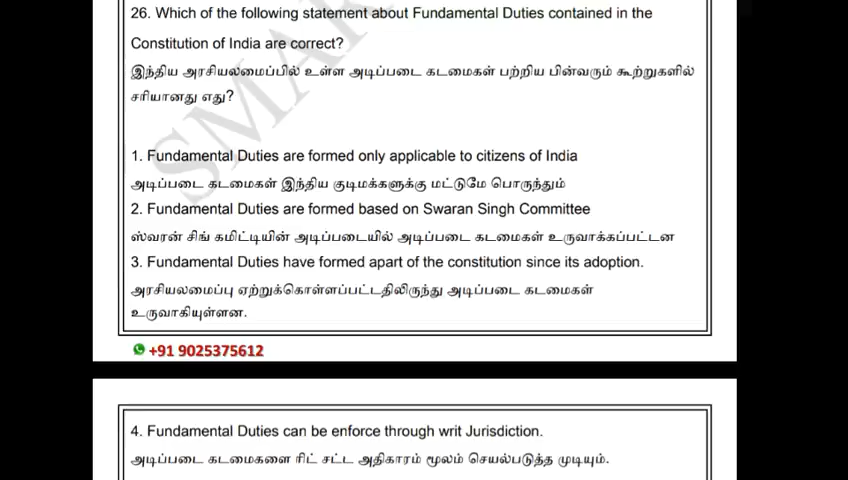 26. Which of the following statement about Fundamental Duties contained in the
Constitution of India are correct?
இந்திய அரசியலமைப்பில் உள்ள அடிப்படை கடமைகள் பற்றிய பின்வரும் கூற்றுகளில்
சரியானது எது?
1. Fundamental Duties are formed only applicable to citizens of India
அடிப்படை கடமைகள் இந்திய குடிமக்களுக்கு மட்டுமே பொருந்தும்
2. Fundamental Duties are formed based on Swaran Singh Committee
ஸ்வரன் சிங் கமிட்டியின் அடிப்படையில் அடிப்படை கடமைகள் உருவாக்கப்பட்டன
3. Fundamental Duties have formed apart of the constitution since its adoption.
அரசியலமைப்பு ஏற்றுக்கொள்ளப்பட்டதிலிருந்து அடிப்படை கடமைகள்
உருவாகியுள்ளன.
+91 9025375612
4. Fundamental Duties can be enforce through writ Jurisdiction.
அடிப்படை கடமைகளை ரிட் சட்ட அதிகாரம் மூலம் செயல்படுத்த முடியும்.
SMAR